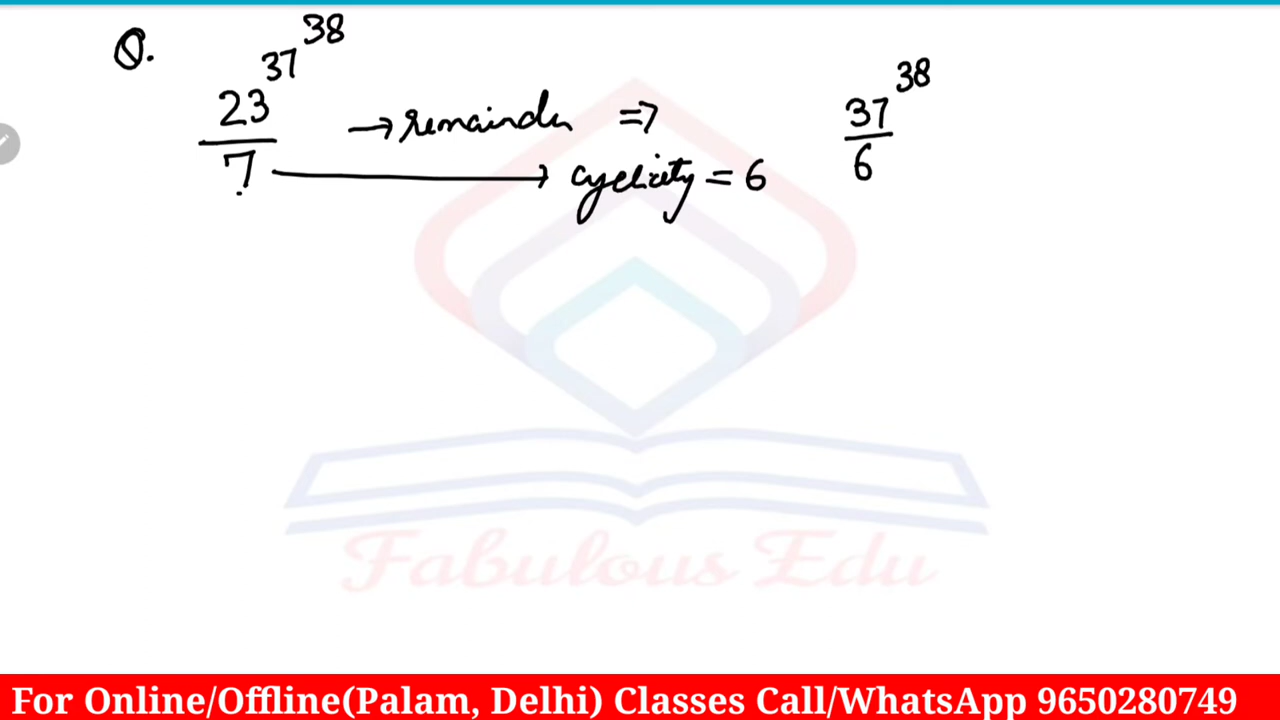 Q. 23^37^38 / 7 → remainder ⇒ 37^38 / 6
→ cyclicity = 6
Fabulous Edu
For Online/Offline(Palam, Delhi) Classes Call/WhatsApp 9650280749